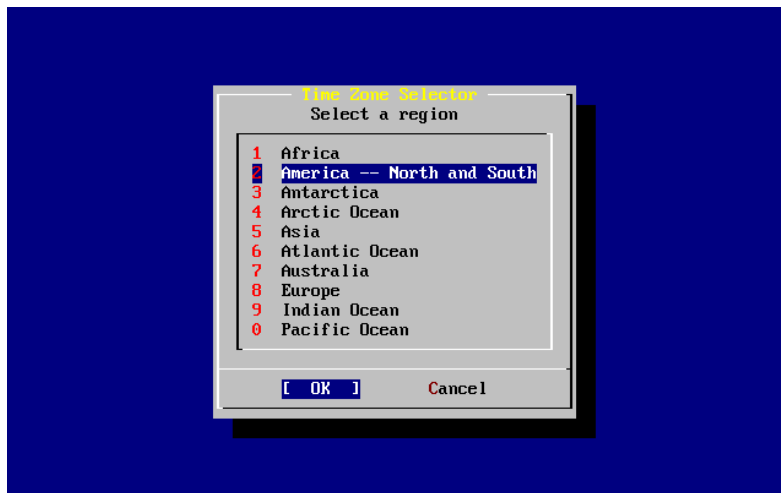 Time Zone Selector
Select a region
1 Africa
2 America -- North and South
3 Antarctica
4 Arctic Ocean
5 Asia
6 Atlantic Ocean
7 Australia
8 Europe
9 Indian Ocean
0 Pacific Ocean
[ OK ] Cancel